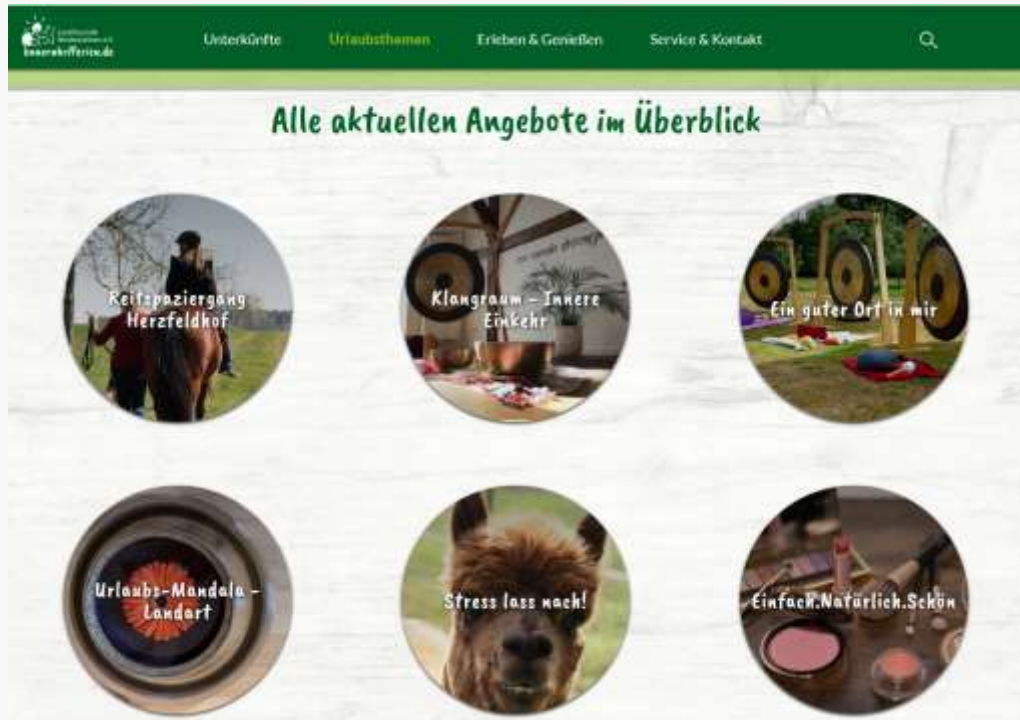 bauernhofferien.de
Unterkünfte
Urlaubsthemen
Erleben & Genießen
Service & Kontakt
Alle aktuellen Angebote im Überblick
Reitspaziergang
Herzfeldhof
Klangraum – Innere
Einkehr
Ein guter Ort in mir
Urlaubs-Mandala –
Landart
Stress lass nach!
Einfach.Natürlich.Schön